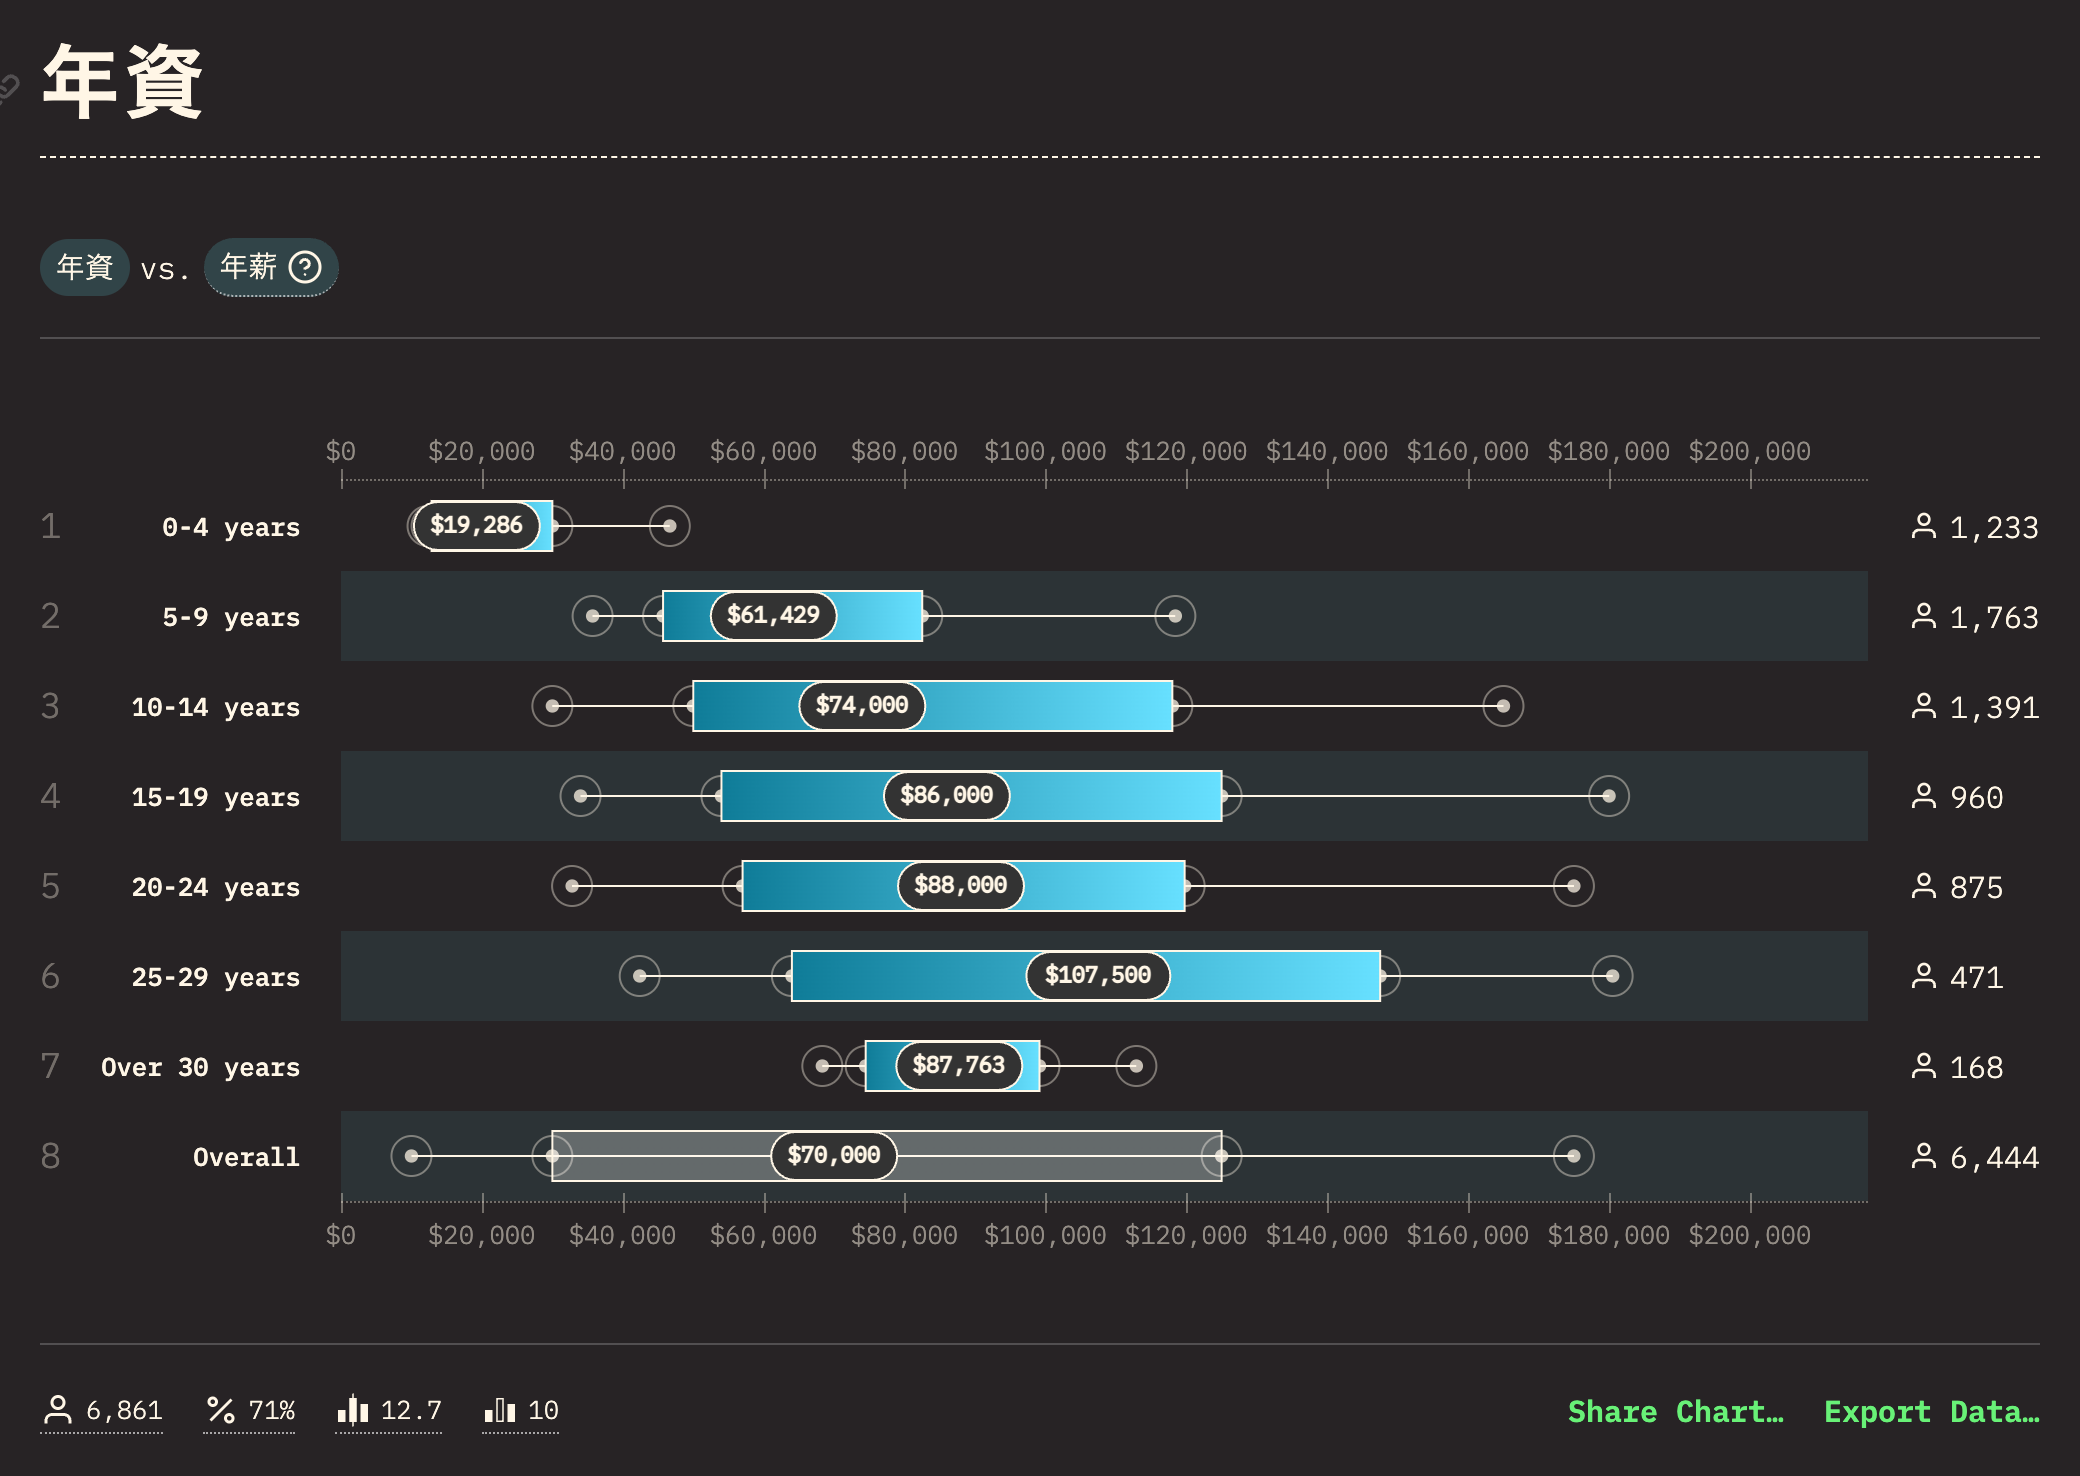 年資
年資 vs. 年薪 ?
$0 $20,000 $40,000 $60,000 $80,000 $100,000 $120,000 $140,000 $160,000 $180,000 $200,000
1 0-4 years $19,286 1,233
2 5-9 years $61,429 1,763
3 10-14 years $74,000 1,391
4 15-19 years $86,000 960
5 20-24 years $88,000 875
6 25-29 years $107,500 471
7 Over 30 years $87,763 168
8 Overall $70,000 6,444
$0 $20,000 $40,000 $60,000 $80,000 $100,000 $120,000 $140,000 $160,000 $180,000 $200,000
6,861 % 71% 12.7 10 Share Chart… Export Data…